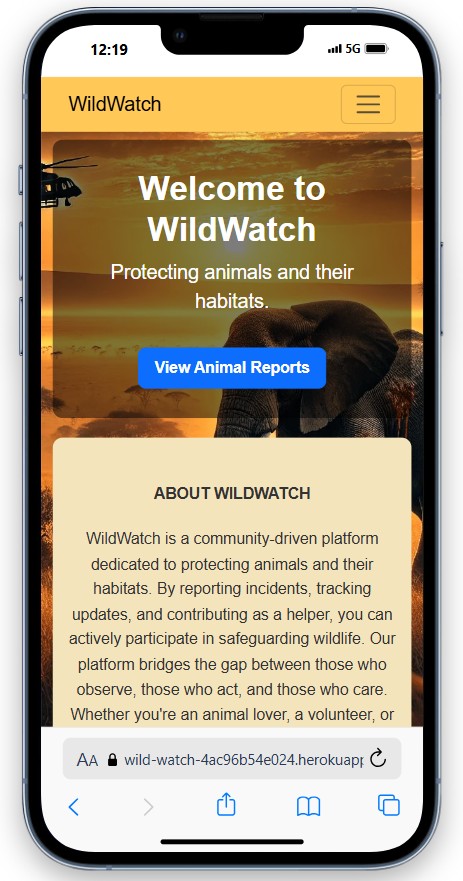 12:19
5G
WildWatch
Welcome to
WildWatch
Protecting animals and their
habitats.
View Animal Reports
ABOUT WILDWATCH
WildWatch is a community-driven platform
dedicated to protecting animals and their
habitats. By reporting incidents, tracking
updates, and contributing as a helper, you can
actively participate in safeguarding wildlife. Our
platform bridges the gap between those who
observe, those who act, and those who care.
Whether you're an animal lover, a volunteer, or
AA wild-watch-4ac96b54e024.herokuapp